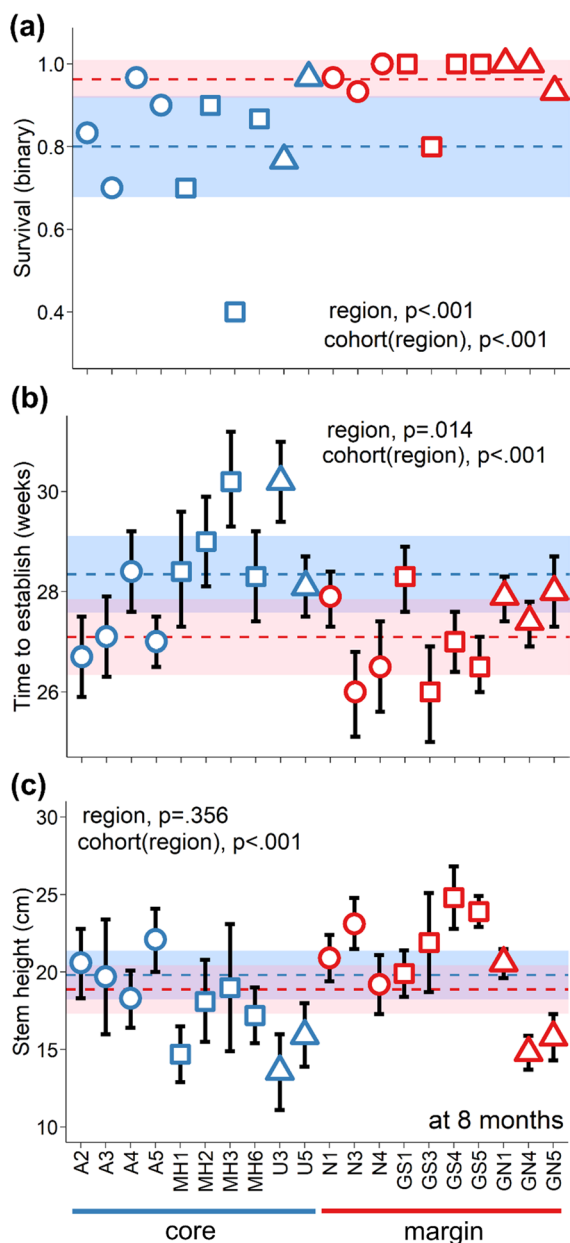 (a)
Survival (binary)
1.0
0.8
0.6
0.4
region, p<.001
cohort(region), p<.001
(b)
Time to establish (weeks)
30
28
26
region, p=.014
cohort(region), p<.001
(c)
Stem height (cm)
30
25
20
15
10
region, p=.356
cohort(region), p<.001
at 8 months
A2 A3 A4 A5 MH1 MH2 MH3 MH6 U3 U5 N1 N3 N4 GS1 GS3 GS4 GS5 GN1 GN4 GN5
core margin